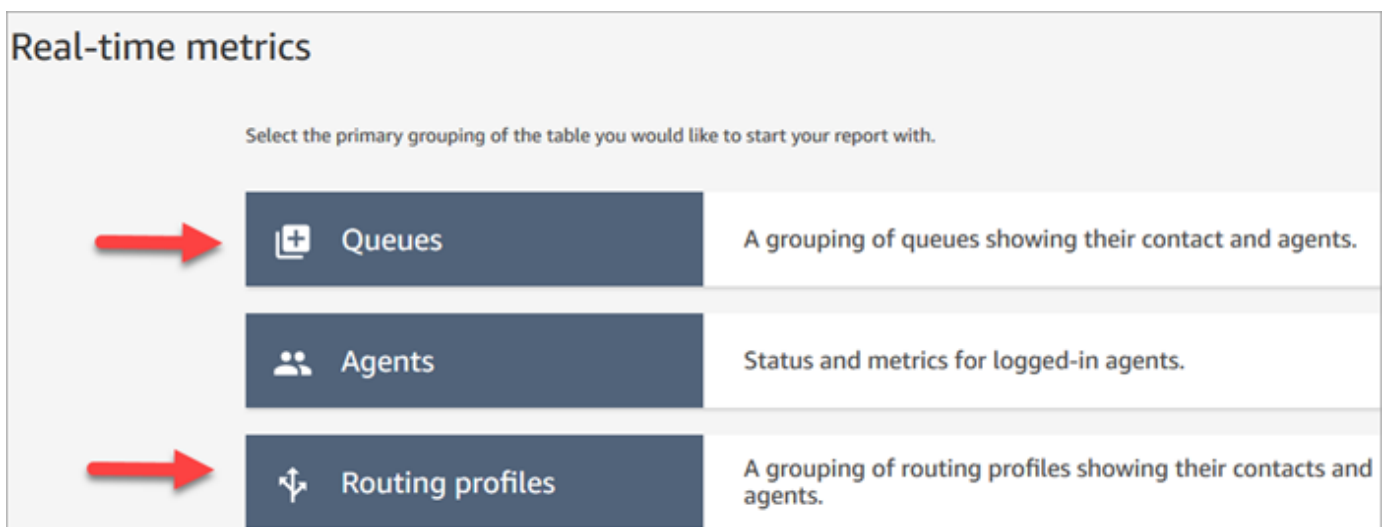 Real-time metrics
Select the primary grouping of the table you would like to start your report with.
Queues
A grouping of queues showing their contact and agents.
Agents
Status and metrics for logged-in agents.
Routing profiles
A grouping of routing profiles showing their contacts and
agents.